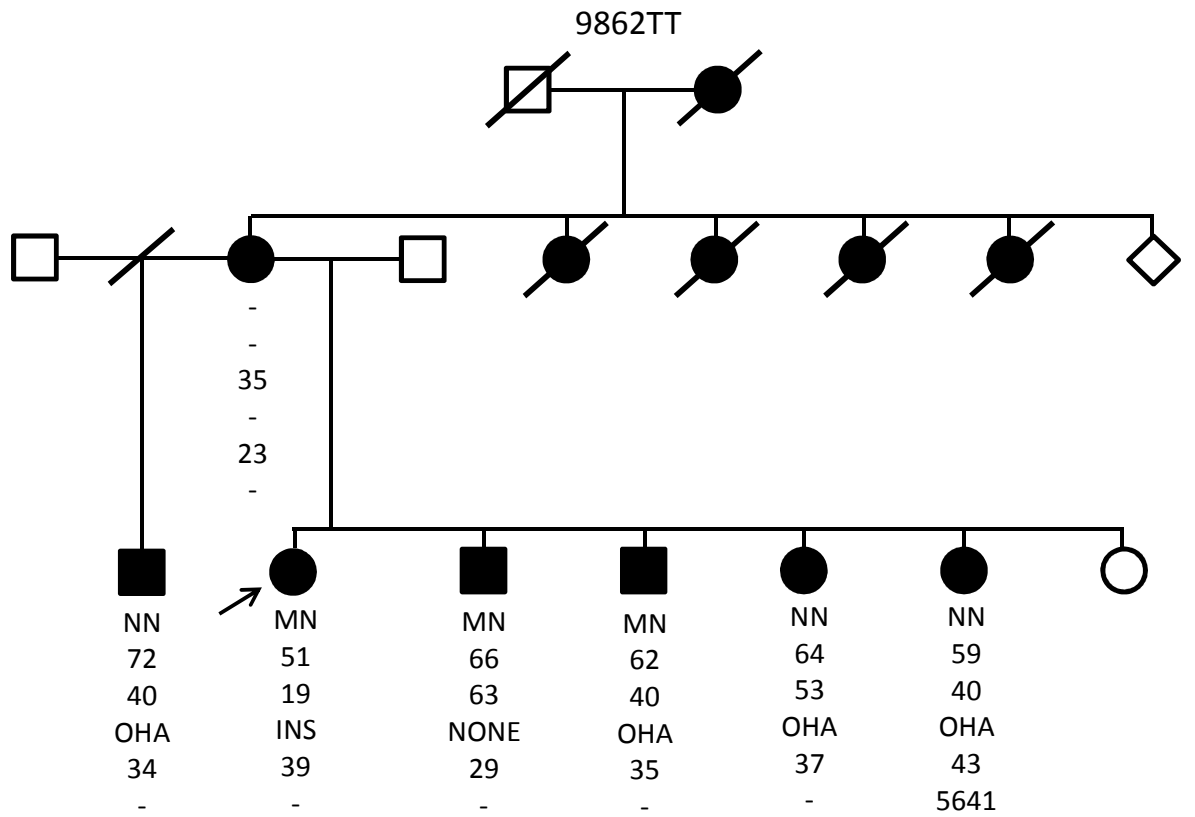 9862TT
-
-
35
-
23
-
NN MN MN MN NN NN
72 51 66 62 64 59
40 19 63 40 53 40
OHA INS NONE OHA OHA OHA
34 39 29 35 37 43
- - - - - 5641